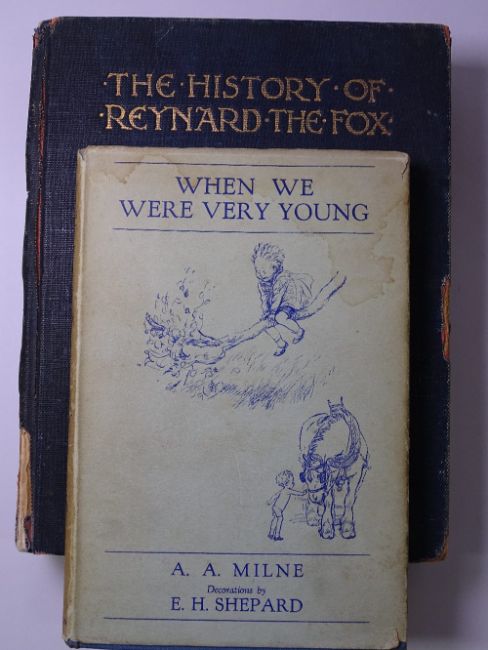 ·THE·HISTORY·OF·
·REYNARD·THE·FOX·
WHEN WE
WERE VERY YOUNG
A. A. MILNE
Decorations by
E. H. SHEPARD